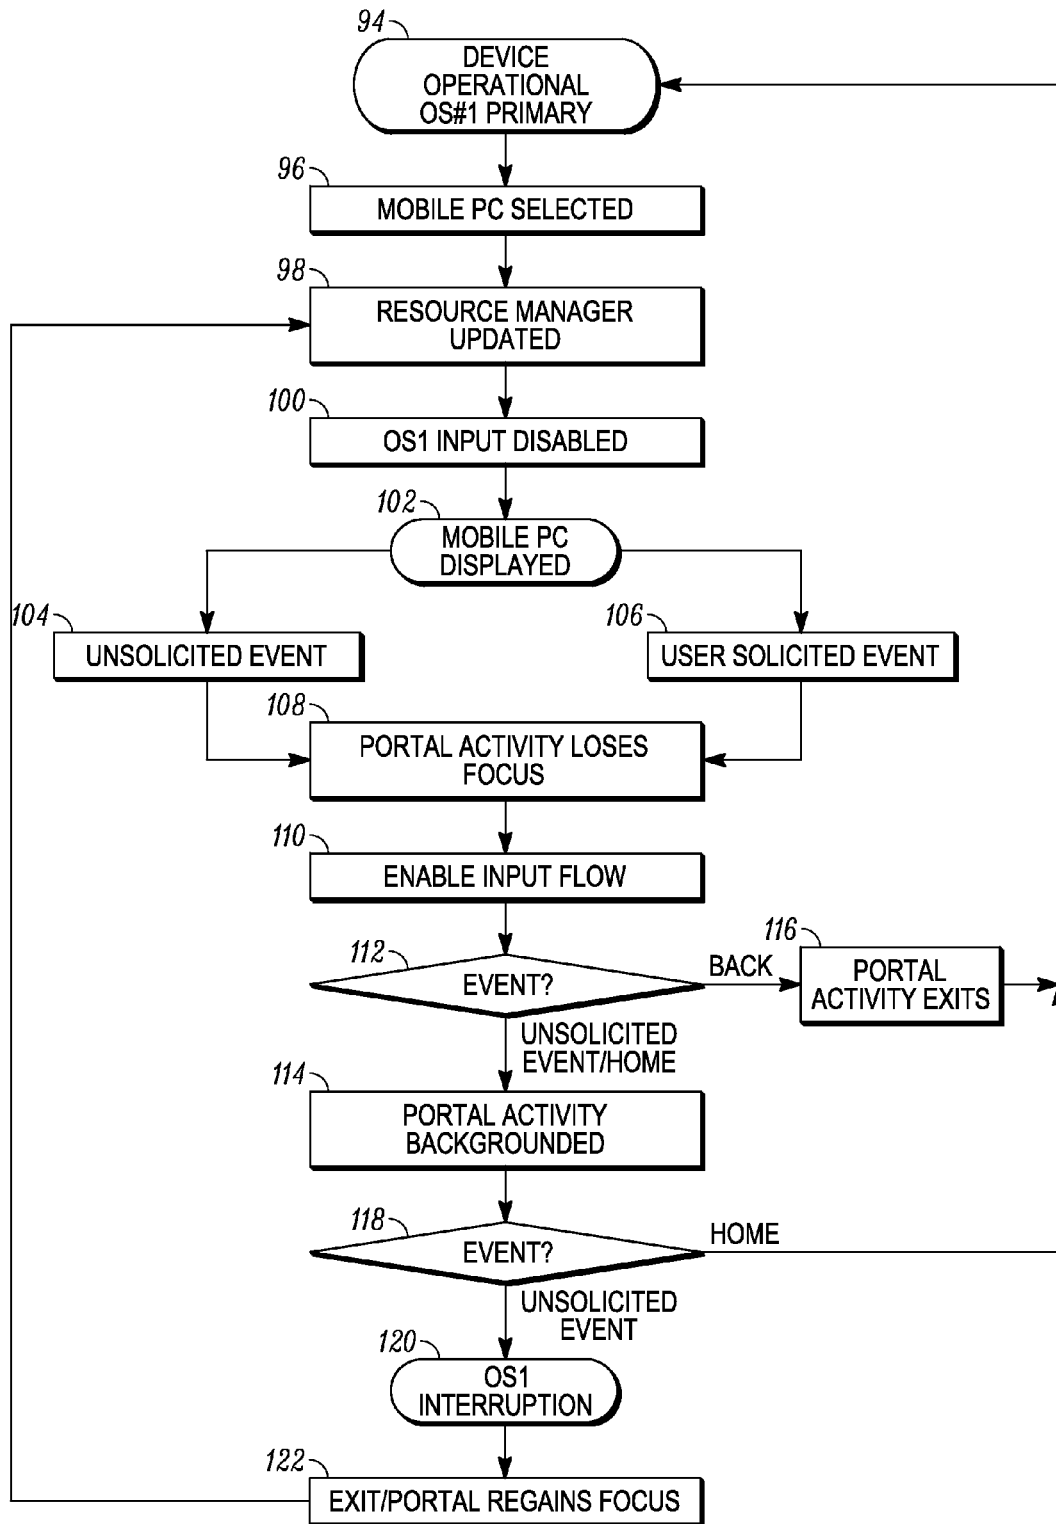 94
DEVICE
OPERATIONAL
OS#1 PRIMARY
96
MOBILE PC SELECTED
98
RESOURCE MANAGER
UPDATED
100
OS1 INPUT DISABLED
102
MOBILE PC
DISPLAYED
104
UNSOLICITED EVENT
106
USER SOLICITED EVENT
108
PORTAL ACTIVITY LOSES
FOCUS
110
ENABLE INPUT FLOW
112
EVENT?
BACK
116
PORTAL
ACTIVITY EXITS
UNSOLICITED
EVENT/HOME
114
PORTAL ACTIVITY
BACKGROUNDED
118
EVENT?
HOME
UNSOLICITED
EVENT
120
OS1
INTERRUPTION
122
EXIT/PORTAL REGAINS FOCUS